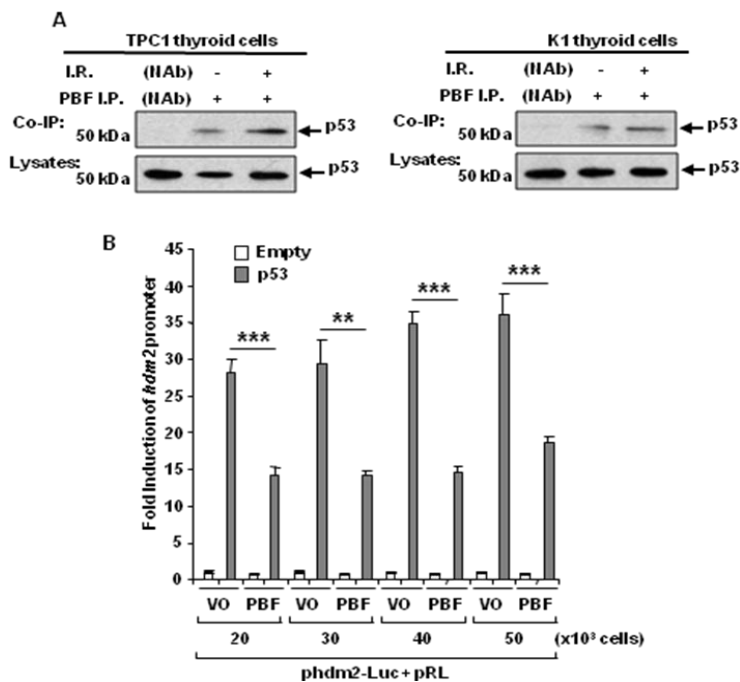 A
TPC1 thyroid cells
I.R. (NAb) - +
PBF I.P. (NAb) + +
Co-IP: 50 kDa p53
Lysates: 50 kDa p53
K1 thyroid cells
I.R. (NAb) - +
PBF I.P. (NAb) + +
Co-IP: 50 kDa p53
Lysates: 50 kDa p53
B
Empty
p53
Fold Induction of hdm2 promoter
45
40
35
30
25
20
15
10
5
0
*** ** *** ***
VO PBF VO PBF VO PBF VO PBF
20 30 40 50 (x10³ cells)
phdm2-Luc + pRL